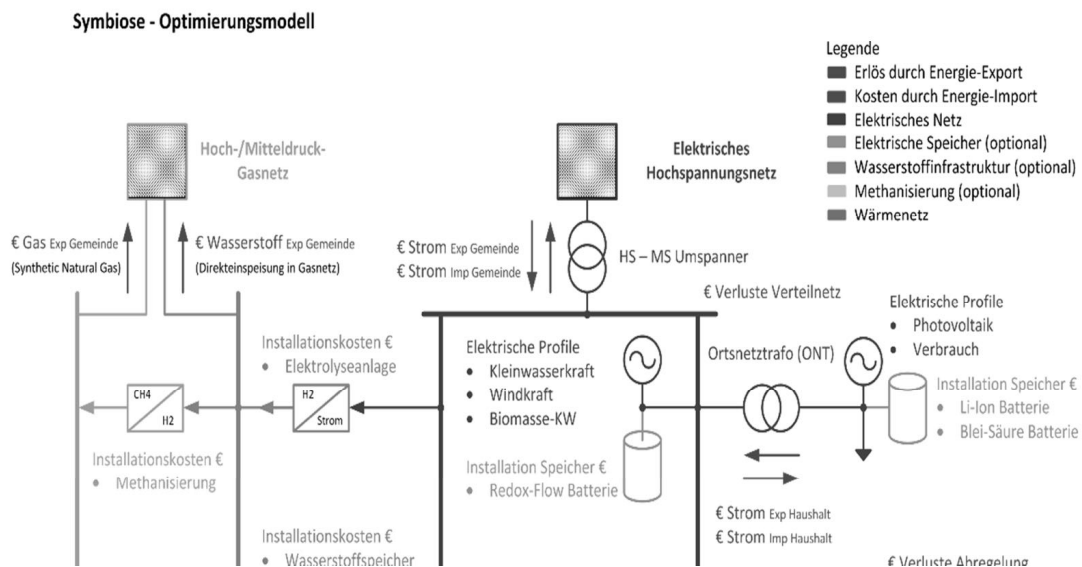 Symbiose - Optimierungsmodell
Legende
Erlös durch Energie-Export
Kosten durch Energie-Import
Elektrisches Netz
Elektrische Speicher (optional)
Wasserstoffinfrastruktur (optional)
Methanisierung (optional)
Wärmenetz
Hoch-/Mitteldruck-
Gasnetz
Elektrisches
Hochspannungsnetz
€ Gas Exp Gemeinde
(Synthetic Natural Gas)
€ Wasserstoff Exp Gemeinde
(Direkteinspeisung in Gasnetz)
€ Strom Exp Gemeinde
€ Strom Imp Gemeinde
HS – MS Umspanner
€ Verluste Verteilnetz
Elektrische Profile
• Photovoltaik
• Verbrauch
Installationskosten €
• Elektrolyseanlage
Elektrische Profile
• Kleinwasserkraft
• Windkraft
• Biomasse-KW
Ortsnetztrafo (ONT)
Installation Speicher €
• Li-Ion Batterie
• Blei-Säure Batterie
CH4
H2
H2
Strom
Installationskosten €
• Methanisierung
Installation Speicher €
• Redox-Flow Batterie
€ Strom Exp Haushalt
€ Strom Imp Haushalt
Installationskosten €
• Wasserstoffspeicher
€ Verluste Abregelung